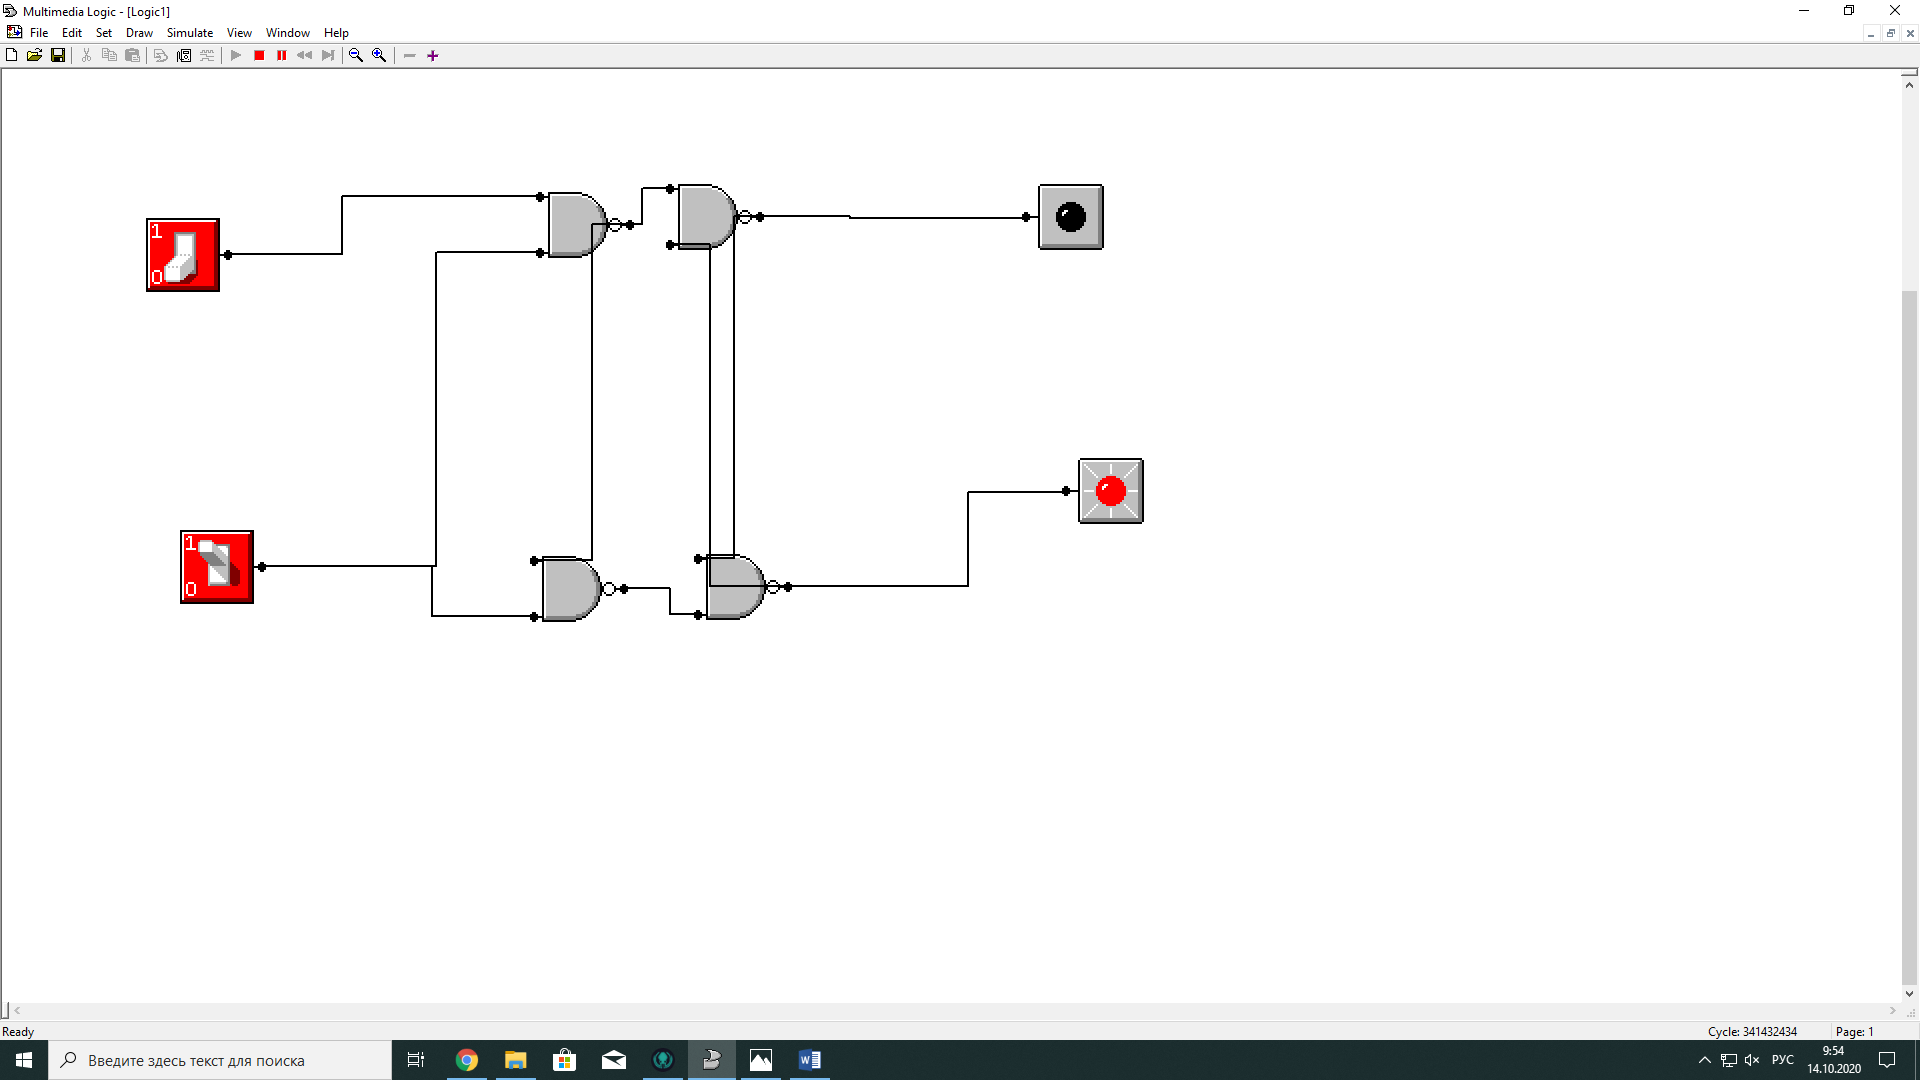 Multimedia Logic - [Logic1]
File Edit Set Draw Simulate View Window Help
1
0
1
0
Ready
Cycle: 341432434
Page: 1
Введите здесь текст для поиска
РУС
9:54
14.10.2020